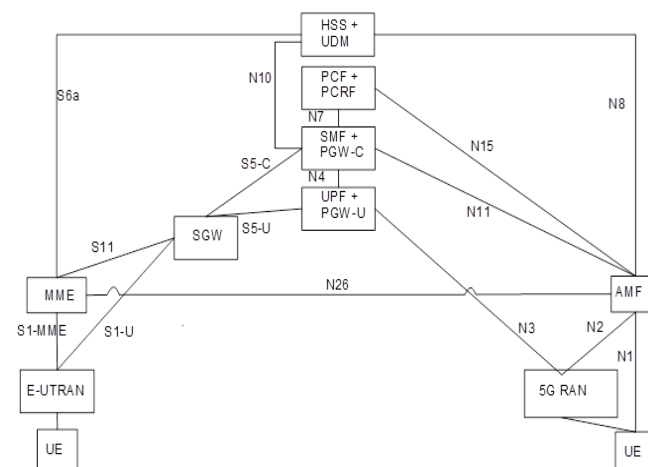 HSS +
UDM
N10
PCF +
PCRF
S6a
N8
N7
SMF +
PGW-C
N15
S5-C
N4
UPF +
PGW-U
N11
S5-U
SGW
S11
N26
MME
AMF
S1-MME
S1-U
N3
N2
N1
E-UTRAN
5G RAN
UE
UE